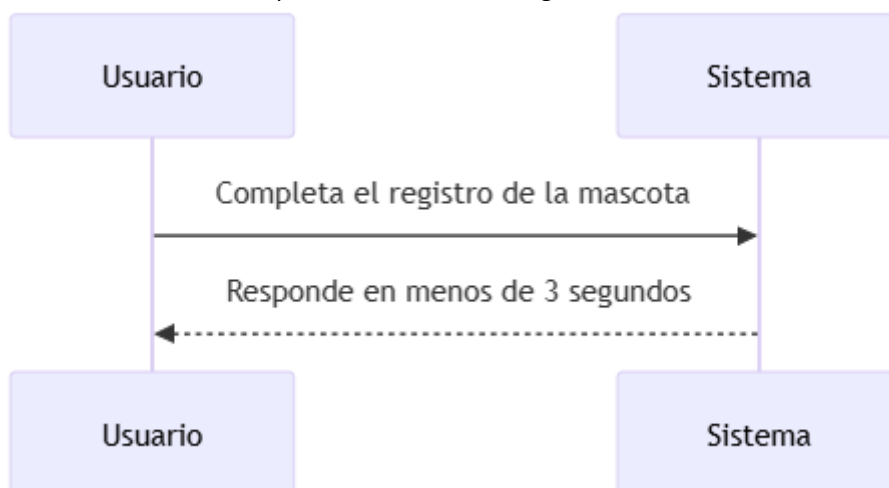 Usuario
Sistema
Completa el registro de la mascota
Responde en menos de 3 segundos
Usuario
Sistema